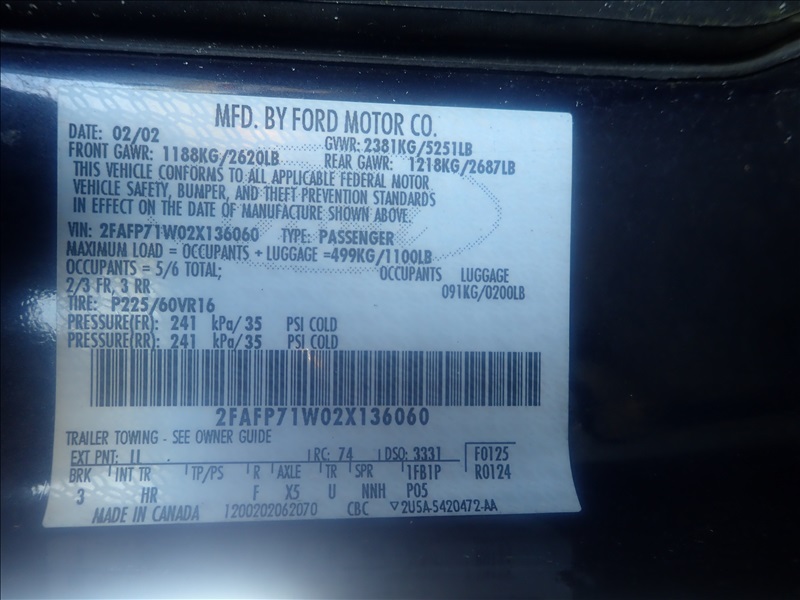 MFD. BY FORD MOTOR CO.
DATE: 02/02 GVWR: 2381KG/5251LB
FRONT GAWR: 1188KG/2620LB REAR GAWR: 1218KG/2687LB
THIS VEHICLE CONFORMS TO ALL APPLICABLE FEDERAL MOTOR
VEHICLE SAFETY, BUMPER, AND THEFT PREVENTION STANDARDS
IN EFFECT ON THE DATE OF MANUFACTURE SHOWN ABOVE.
VIN: 2FAFP71W02X136060 TYPE: PASSENGER
MAXIMUM LOAD = OCCUPANTS + LUGGAGE =499KG/1100LB
OCCUPANTS = 5/6 TOTAL; OCCUPANTS LUGGAGE
2/3 FR, 3 RR 091KG/0200LB
TIRE: P225/60VR16
PRESSURE(FR): 241 kPa/35 PSI COLD
PRESSURE(RR): 241 kPa/35 PSI COLD
2FAFP71W02X136060
TRAILER TOWING - SEE OWNER GUIDE
EXT PNT: LL RC: 74 DSO: 3331 F0125
BRK INT TR TP/PS R AXLE TR SPR 1FB1P R0124
3 HR F X5 U NNH P05
MADE IN CANADA 1200202062070 CBC ▽2U5A-5420472-AA